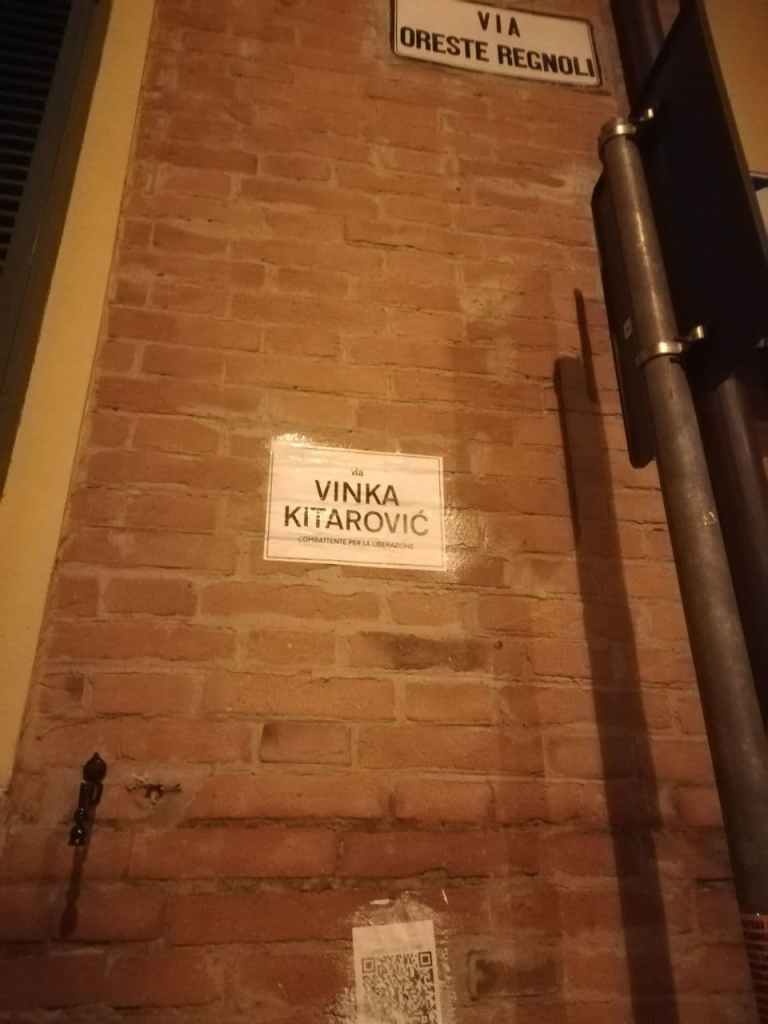 VIA
ORESTE REGNOLI
via
VINKA
KITAROVIĆ
COMBATTENTE PER LA LIBERAZIONE